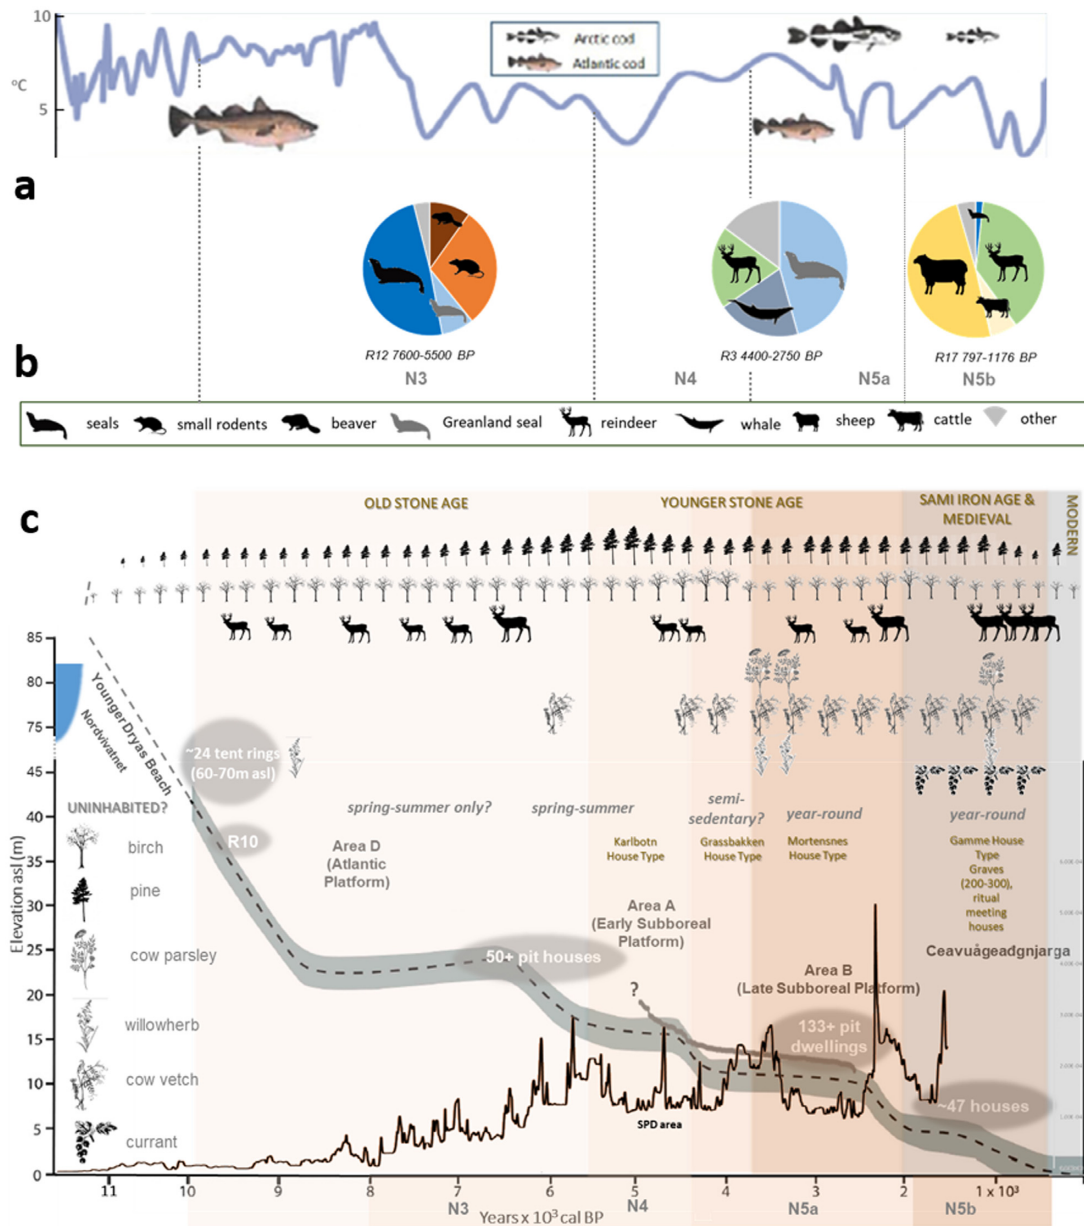 10
°C
5
Arctic cod
Atlantic cod
a
R12 7600-5500 BP
R3 4400-2750 BP
R17 797-1176 BP
b
N3
N4
N5a
N5b
seals
small rodents
beaver
Greanland seal
reindeer
whale
sheep
cattle
other
c
OLD STONE AGE
YOUNGER STONE AGE
SAMI IRON AGE &
MEDIEVAL
MODERN
85
80
75
45
40
35
30
25
20
15
10
5
0
Elevation asl (m)
Younger Dryas Beach
Nordvivatnet
~24 tent rings
(60-70m asl)
UNINHABITED?
R10
spring-summer only?
spring-summer
semi-
sedentary?
year-round
year-round
birch
pine
cow parsley
willowherb
cow vetch
currant
Area D
(Atlantic
Platform)
Karlbotn
House Type
Grassbakken
House Type
Mortensnes
House Type
Gamme House
Type
Graves
(200-300),
ritual
meeting
houses
Area A
(Early Subboreal
Platform)
Ceavuågeađgnjarga
50+ pit houses
Area B
(Late Subboreal Platform)
?
133+ pit
dwellings
~47 houses
SPD area
11
10
9
8
7
6
5
4
3
2
1 x 10³
N3
Years x 10³ cal BP
N4
N5a
N5b